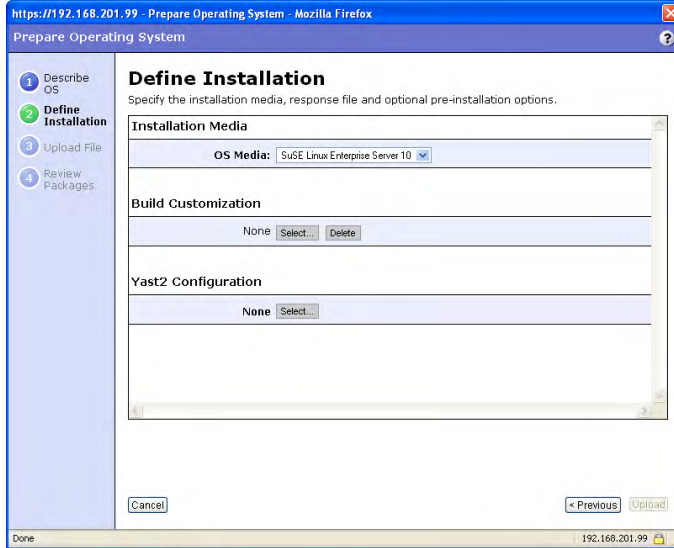 https://192.168.201.99 - Prepare Operating System - Mozilla Firefox
Prepare Operating System
?
1 Describe OS
2 Define Installation
3 Upload File
4 Review Packages
Define Installation
Specify the installation media, response file and optional pre-installation options.
Installation Media
OS Media: SuSE Linux Enterprise Server 10
Build Customization
None Select... Delete
Yast2 Configuration
None Select...
Cancel
< Previous Upload
Done
192.168.201.99